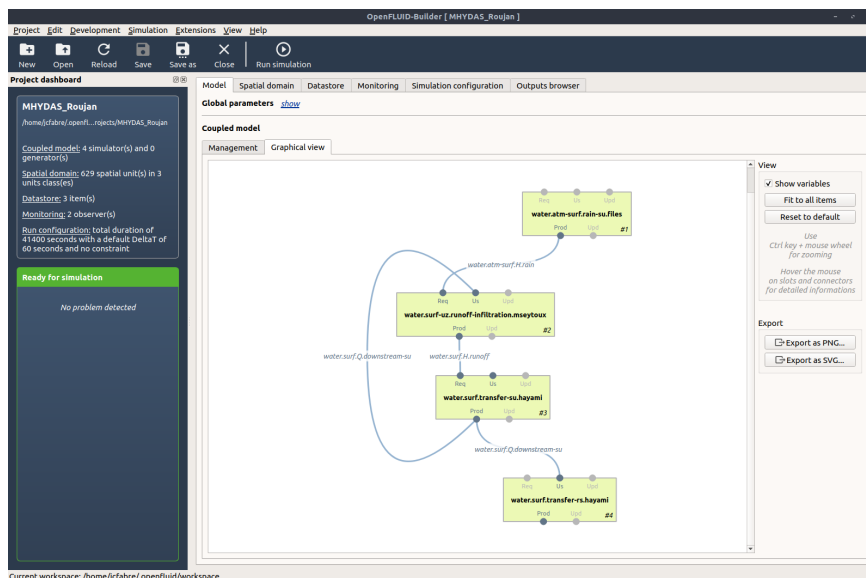 OpenFLUID-Builder [ MHYDAS_Roujan ]
Project Edit Development Simulation Extensions View Help
New Open Reload Save Save as Close Run simulation
Project dashboard
MHYDAS_Roujan
/home/jcfabre/.openfl...rojects/MHYDAS_Roujan
Coupled model: 4 simulator(s) and 0
generator(s)
Spatial domain: 629 spatial unit(s) in 3
units class(es)
Datastore: 3 item(s)
Monitoring: 2 observer(s)
Run configuration: total duration of
41400 seconds with a default DeltaT of
60 seconds and no constraint
Ready for simulation
No problem detected
Model Spatial domain Datastore Monitoring Simulation configuration Outputs browser
Global parameters show
Coupled model
Management Graphical view
Req Us Upd
water.atm-surf.rain-su.files
Prod Upd #1
water.atm-surf.H.rain
Req Us Upd
water.surf-uz.runoff-infiltration.mseytoux
Prod Upd #2
water.surf.Q.downstream-su water.surf.H.runoff
Req Us Upd
water.surf.transfer-su.hayami
Prod Upd #3
water.surf.Q.downstream-su
Req Us Upd
water.surf.transfer-rs.hayami
Prod Upd #4
View
Show variables
Fit to all items
Reset to default
Use
Ctrl key + mouse wheel
for zooming
Hover the mouse
on slots and connectors
for detailed informations
Export
Export as PNG...
Export as SVG...
Current workspace: /home/jcfabre/.openfluid/workspace